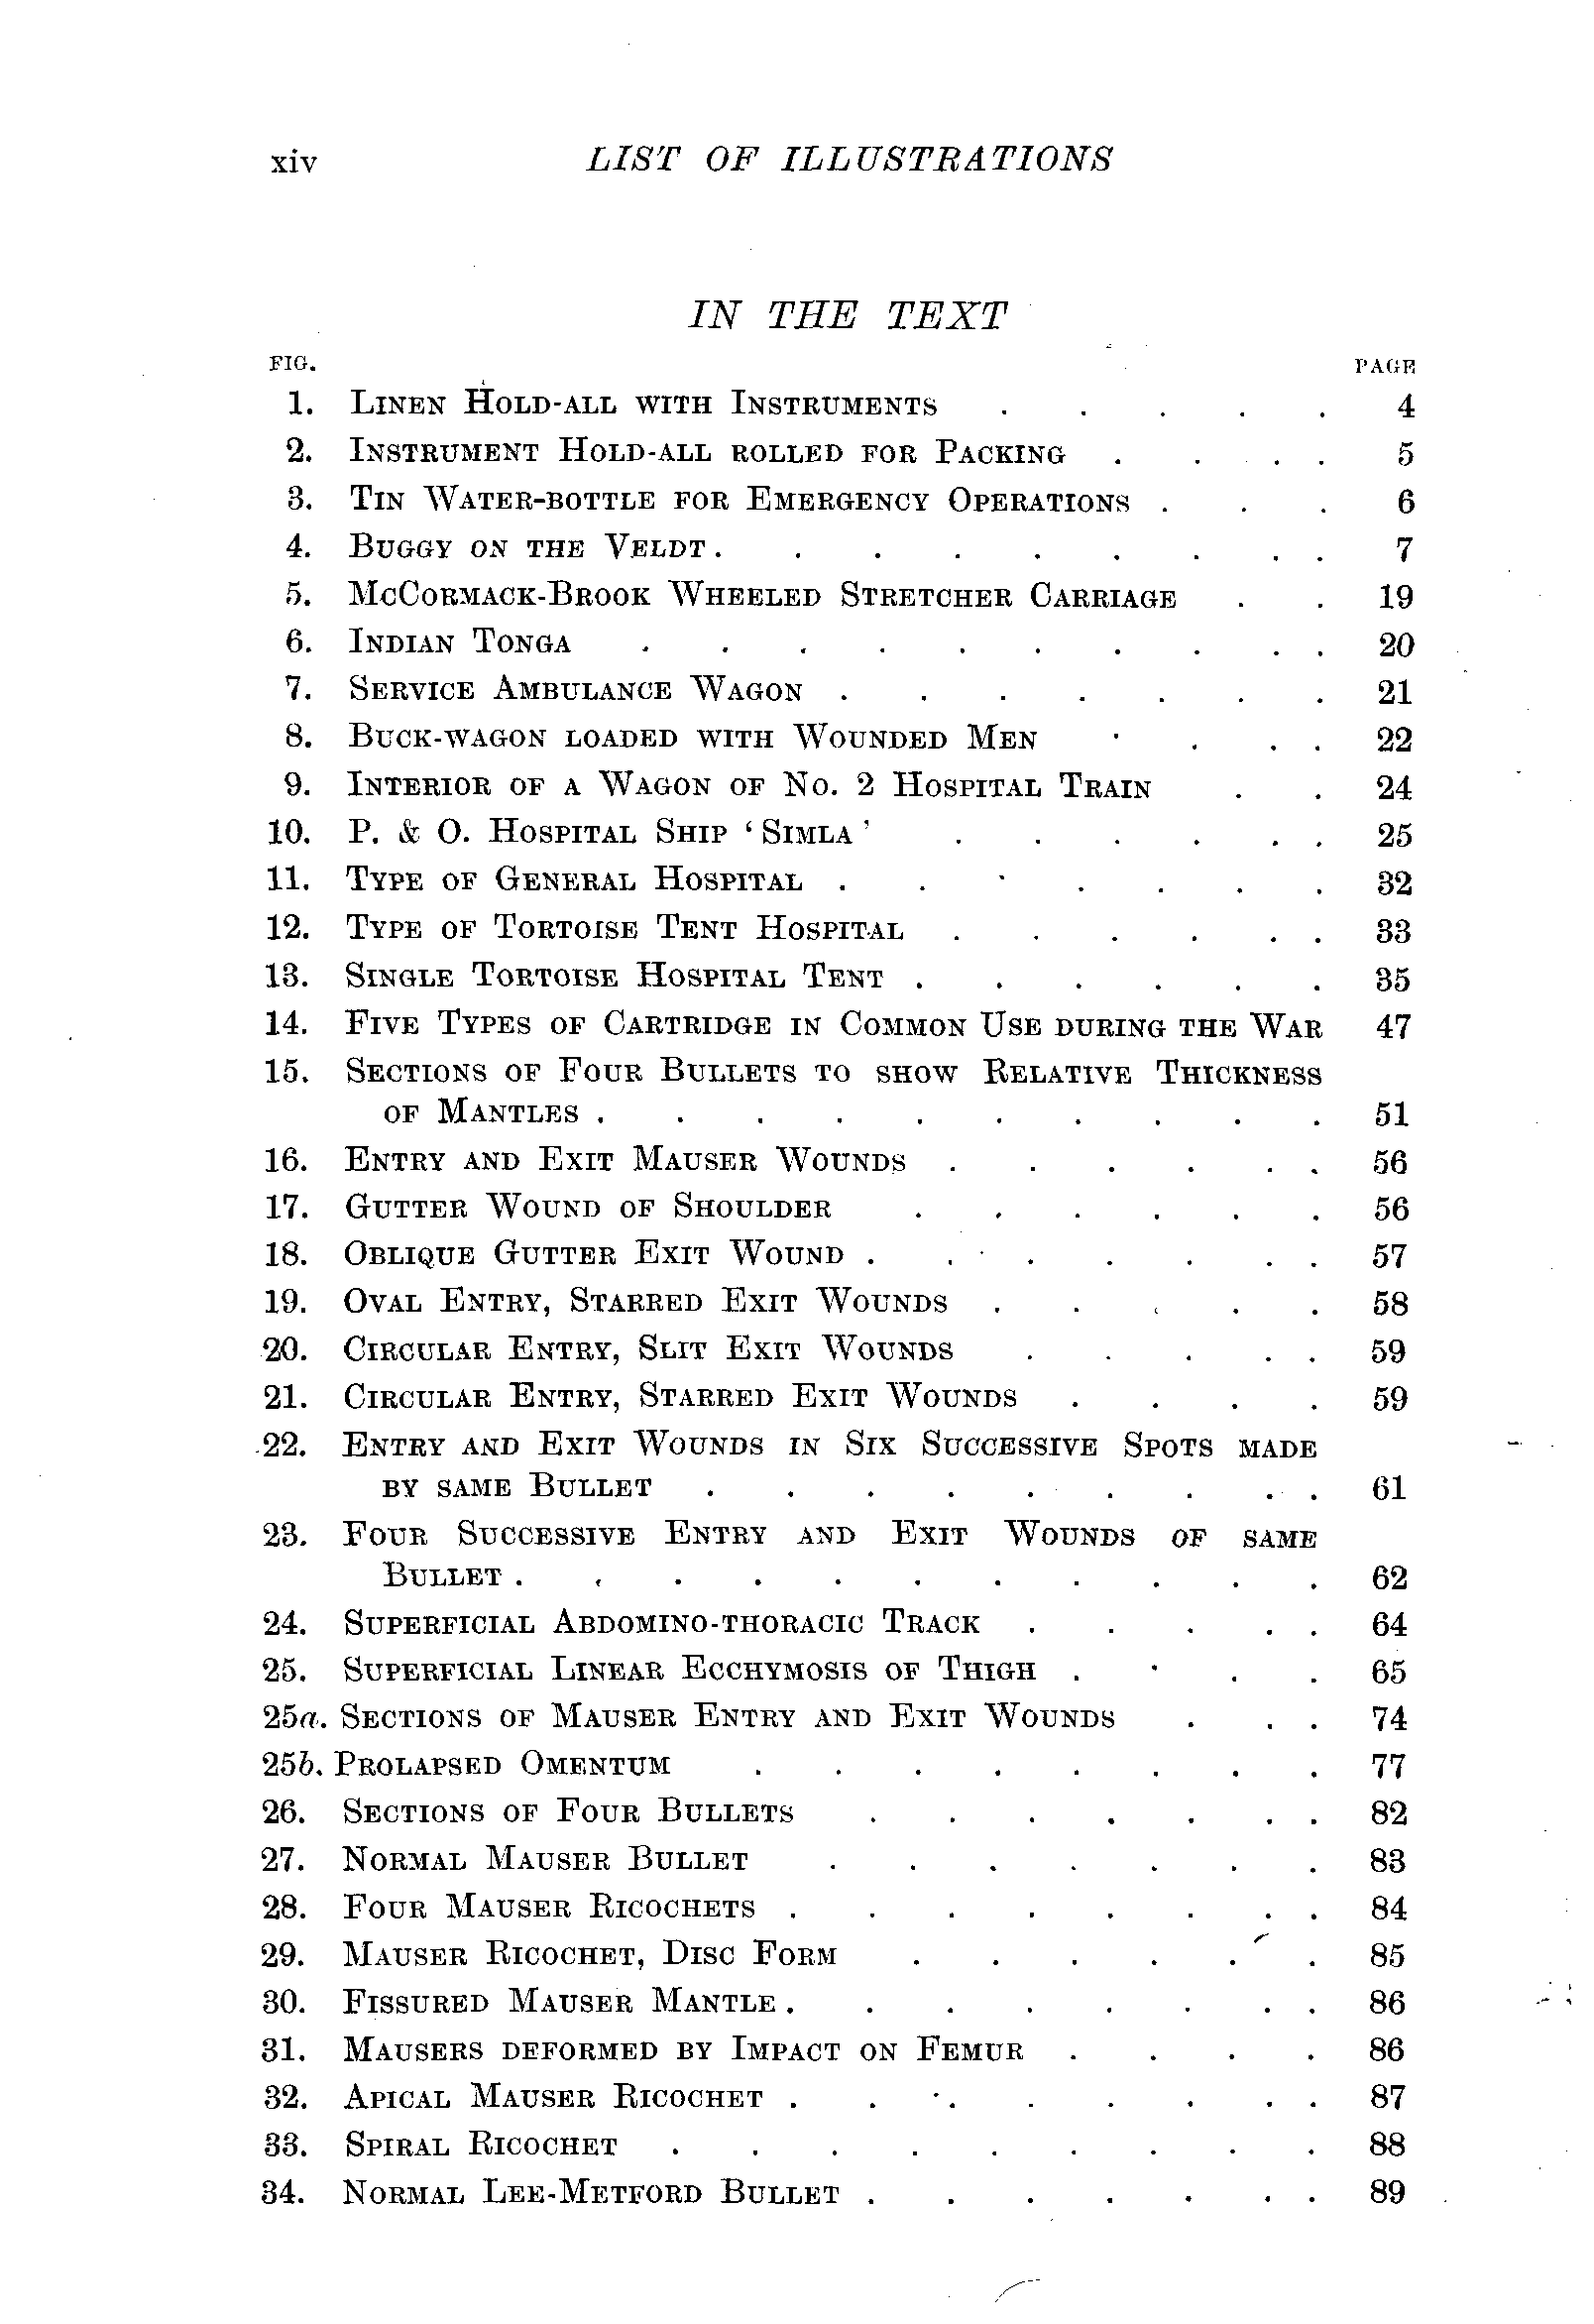 xiv LIST OF ILLUSTRATIONS
IN THE TEXT
FIG. PAGE
1. Linen Hold-all with Instruments . . . . . 4
2. Instrument Hold-all rolled for Packing . . . . 5
3. Tin Water-bottle for Emergency Operations . . . 6
4. Buggy on the Veldt . . . . . . . . . 7
5. McCormack-Brook Wheeled Stretcher Carriage . . 19
6. Indian Tonga . . . . . . . . . . 20
7. Service Ambulance Wagon . . . . . . . 21
8. Buck-wagon loaded with Wounded Men . . . . 22
9. Interior of a Wagon of No. 2 Hospital Train . . 24
10. P. & O. Hospital Ship ‘Simla’ . . . . . . 25
11. Type of General Hospital . . . . . . . 32
12. Type of Tortoise Tent Hospital . . . . . . 33
13. Single Tortoise Hospital Tent . . . . . . 35
14. Five Types of Cartridge in Common Use during the War 47
15. Sections of Four Bullets to show Relative Thickness
of Mantles . . . . . . . . . . 51
16. Entry and Exit Mauser Wounds . . . . . . 56
17. Gutter Wound of Shoulder . . . . . . 56
18. Oblique Gutter Exit Wound . . . . . . . 57
19. Oval Entry, Starred Exit Wounds . . . . . 58
20. Circular Entry, Slit Exit Wounds . . . . . 59
21. Circular Entry, Starred Exit Wounds . . . . 59
22. Entry and Exit Wounds in Six Successive Spots made
by same Bullet . . . . . . . . . 61
23. Four Successive Entry and Exit Wounds of same
Bullet . . . . . . . . . . . 62
24. Superficial Abdomino-thoracic Track . . . . . 64
25. Superficial Linear Ecchymosis of Thigh . . . . 65
25a. Sections of Mauser Entry and Exit Wounds . . . 74
25b. Prolapsed Omentum . . . . . . . . 77
26. Sections of Four Bullets . . . . . . . 82
27. Normal Mauser Bullet . . . . . . . 83
28. Four Mauser Ricochets . . . . . . . . 84
29. Mauser Ricochet, Disc Form . . . . . . 85
30. Fissured Mauser Mantle . . . . . . . . 86
31. Mausers deformed by Impact on Femur . . . . 86
32. Apical Mauser Ricochet . . . . . . . . 87
33. Spiral Ricochet . . . . . . . . . 88
34. Normal Lee-Metford Bullet . . . . . . . 89